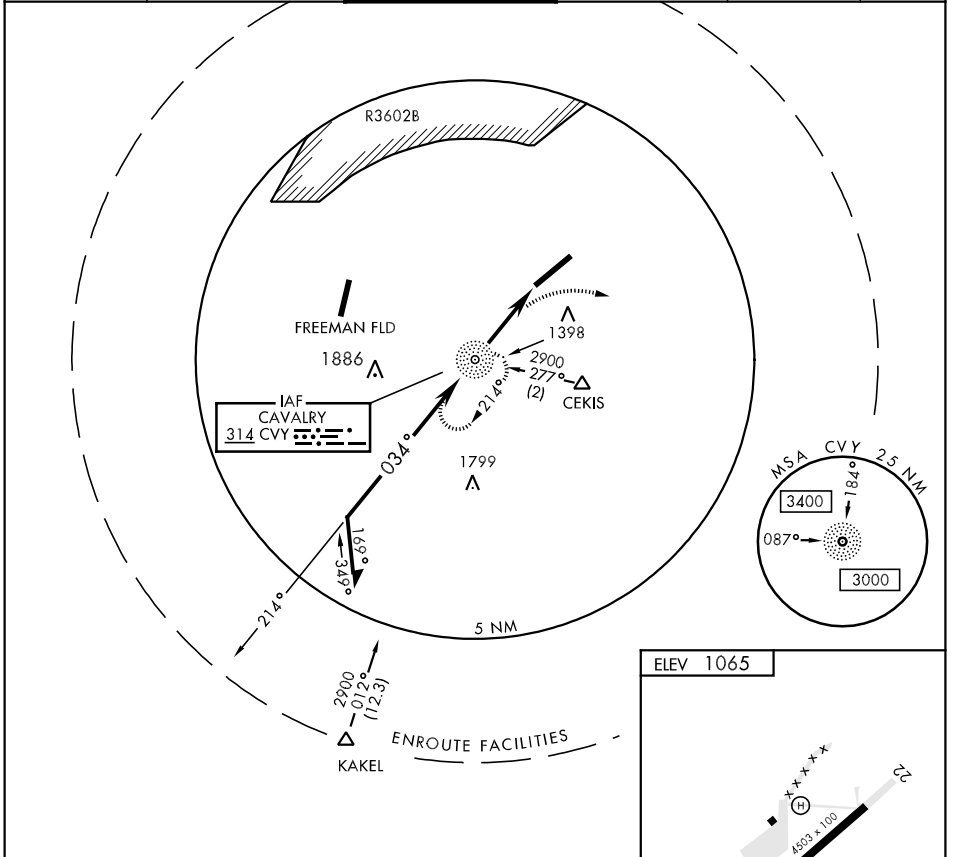 R3602B
FREEMAN FLD
1886
1398
2900
277°
(2)
CEKIS
IAF
CAVALRY
314 CVY
214°
034°
1799
MSA CVY 25 NM
184°
3400
087°
3000
169°
349°
214°
5 NM
2900
012°
(12.3)
KAKEL
ENROUTE FACILITIES
ELEV 1065
22
X X X X X
H
4503 x 100